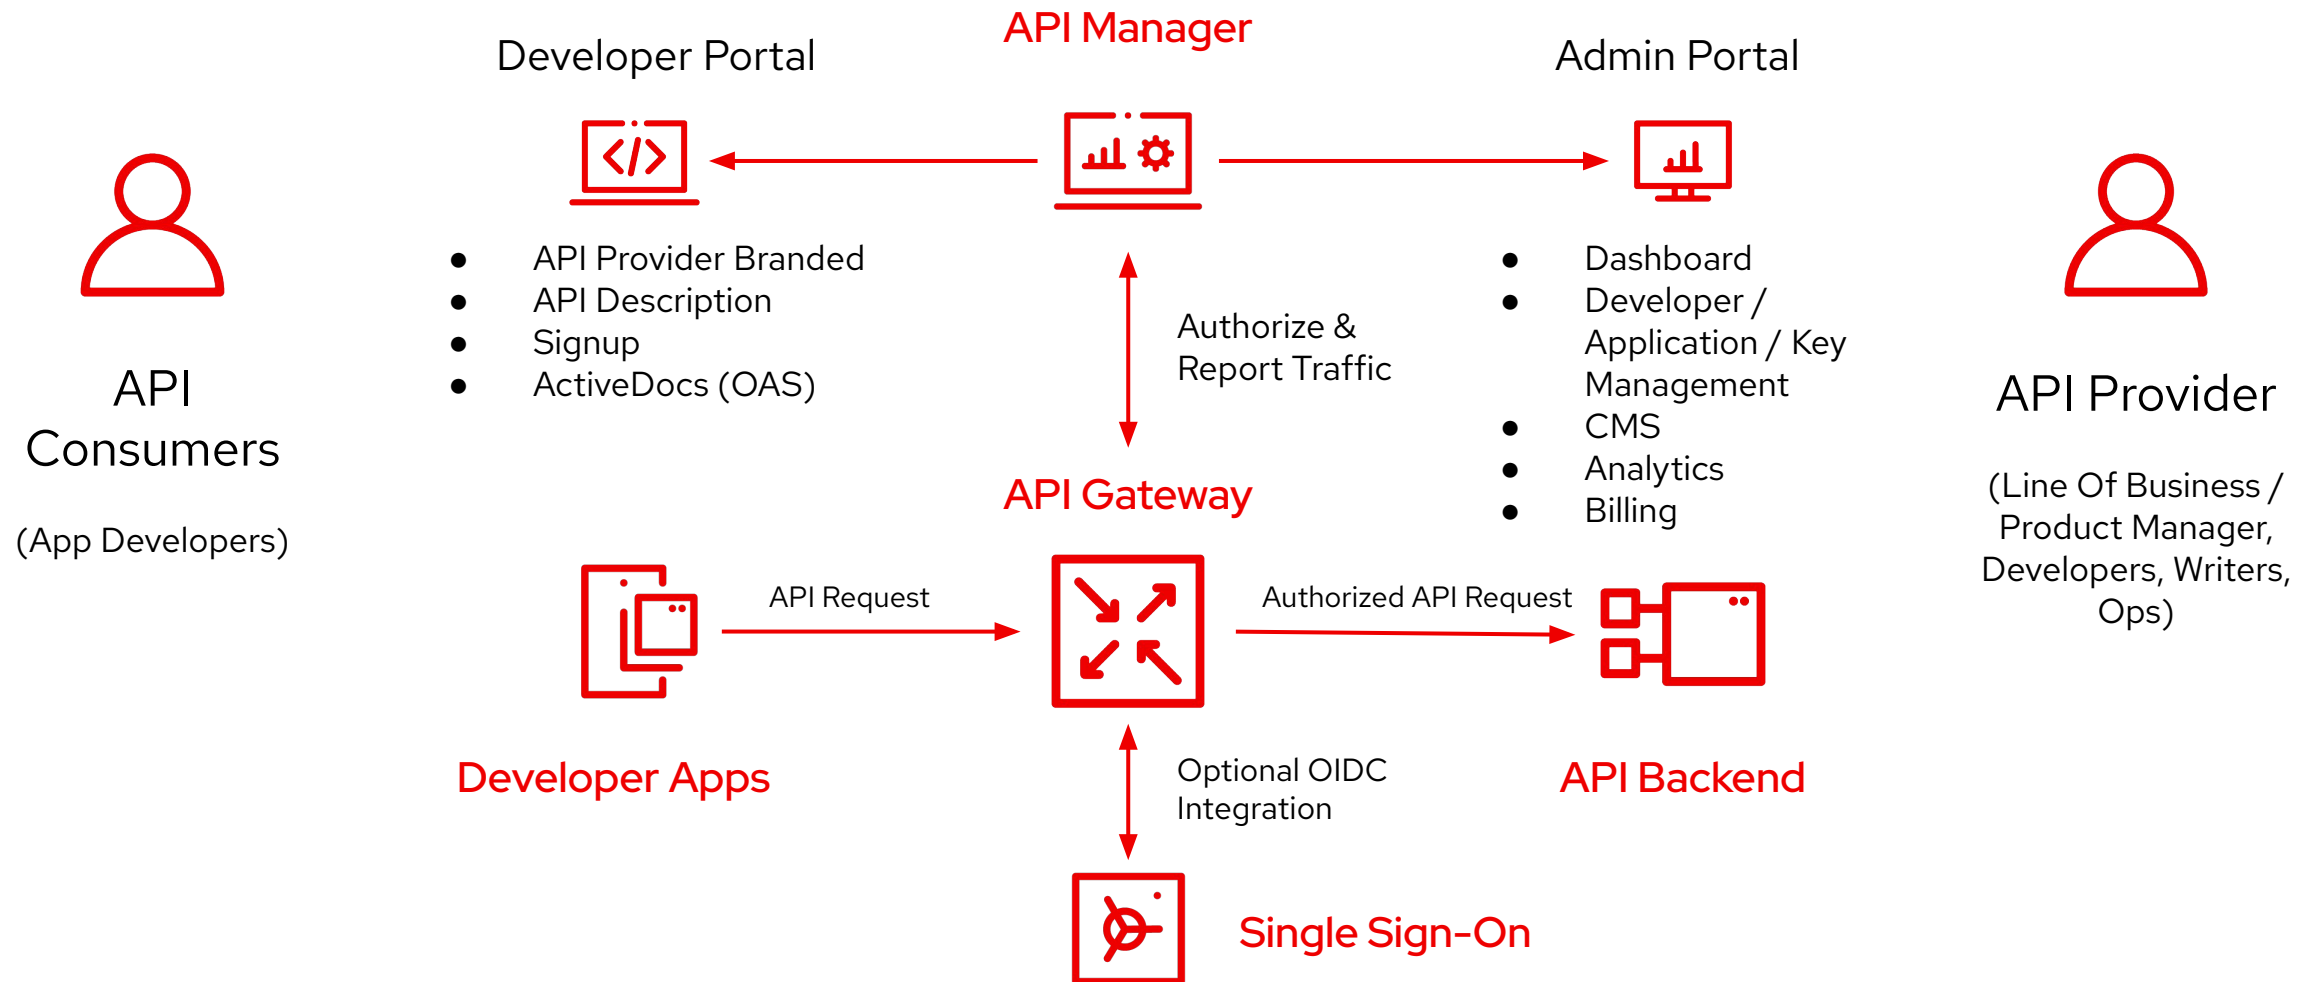 API Manager
Developer Portal
Admin Portal
</>
API Consumers
(App Developers)
● API Provider Branded
● API Description
● Signup
● ActiveDocs (OAS)
Authorize &
Report Traffic
● Dashboard
● Developer /
Application / Key
Management
● CMS
● Analytics
● Billing
API Provider
(Line Of Business /
Product Manager,
Developers, Writers,
Ops)
API Gateway
API Request
Authorized API Request
Developer Apps
API Backend
Optional OIDC
Integration
Single Sign-On